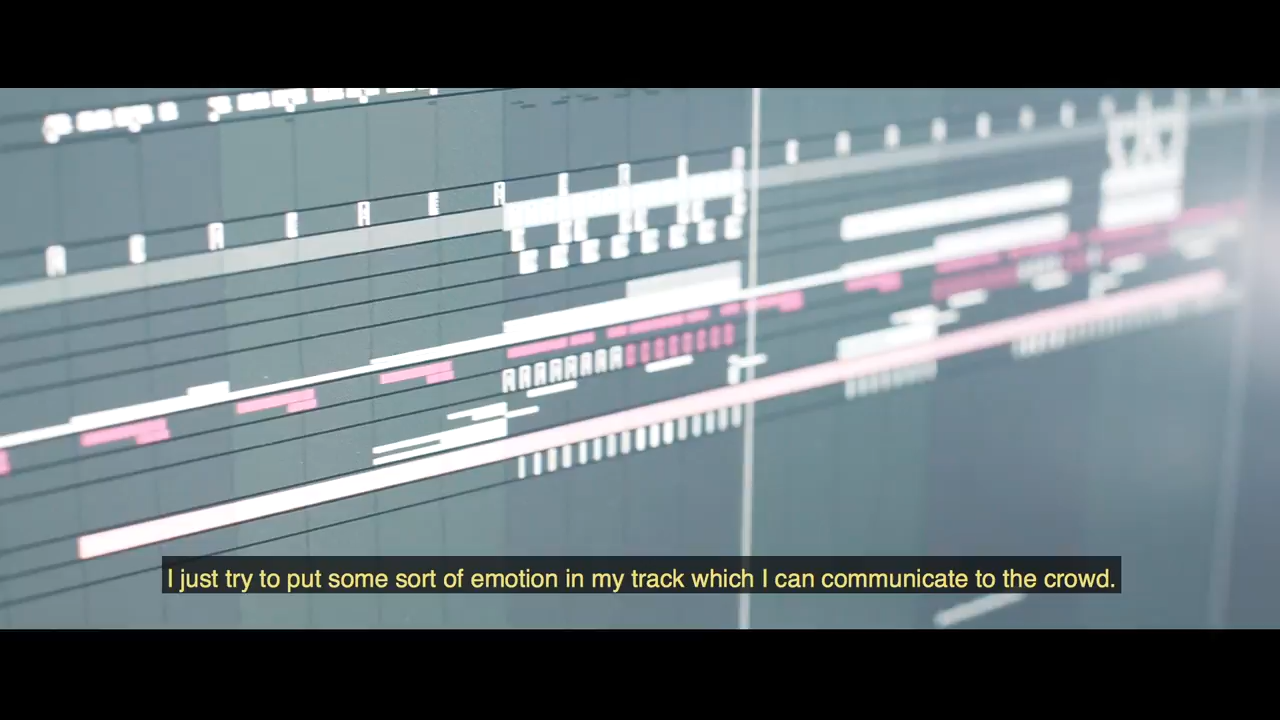 I just try to put some sort of emotion in my track which I can communicate to the crowd.